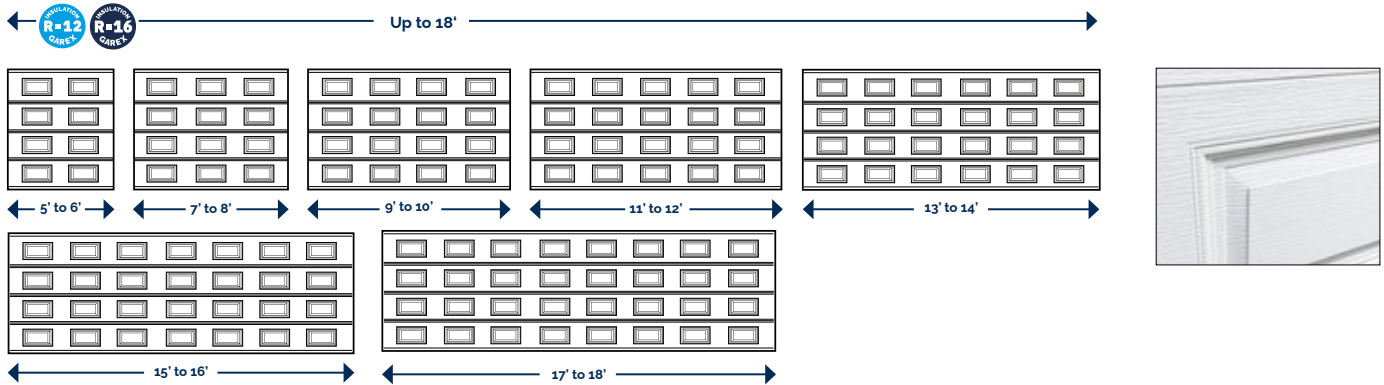 INSULATION
R-12
GAREX
INSULATION
R-16
GAREX
Up to 18‘
5’ to 6’
7’ to 8’
9’ to 10’
11’ to 12’
13’ to 14’
15’ to 16’
17’ to 18’